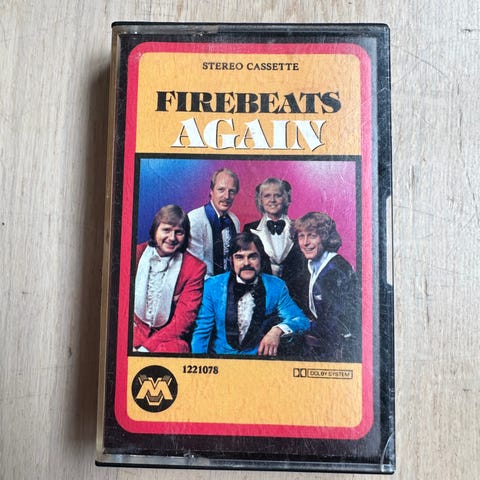 STEREO CASSETTE
FIREBEATS
AGAIN
1221078
DOLBY SYSTEM
M